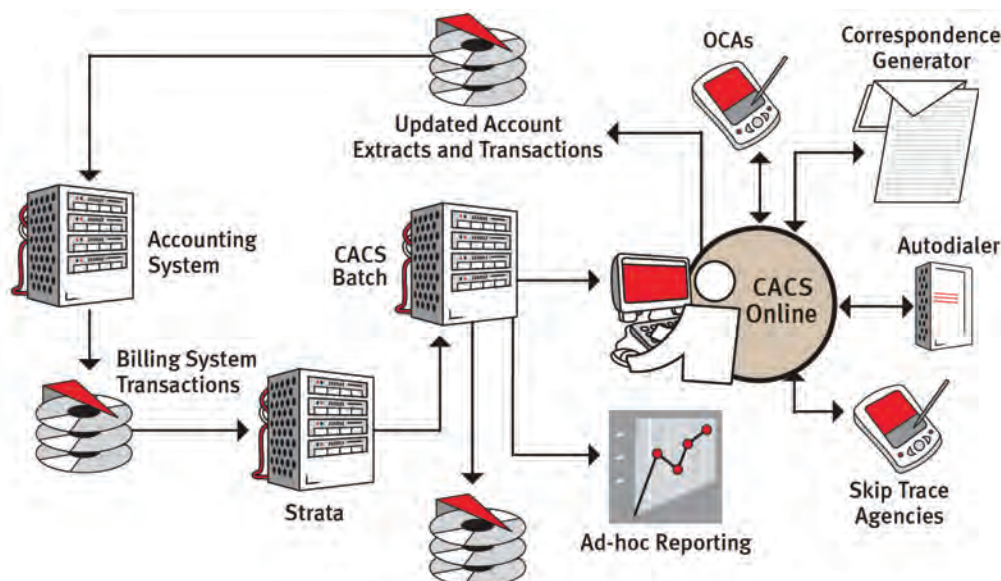 OCAs
Correspondence
Generator
Updated Account
Extracts and Transactions
Accounting
System
CACS
Batch
CACS
Online
Autodialer
Billing System
Transactions
Strata
Ad-hoc Reporting
Skip Trace
Agencies